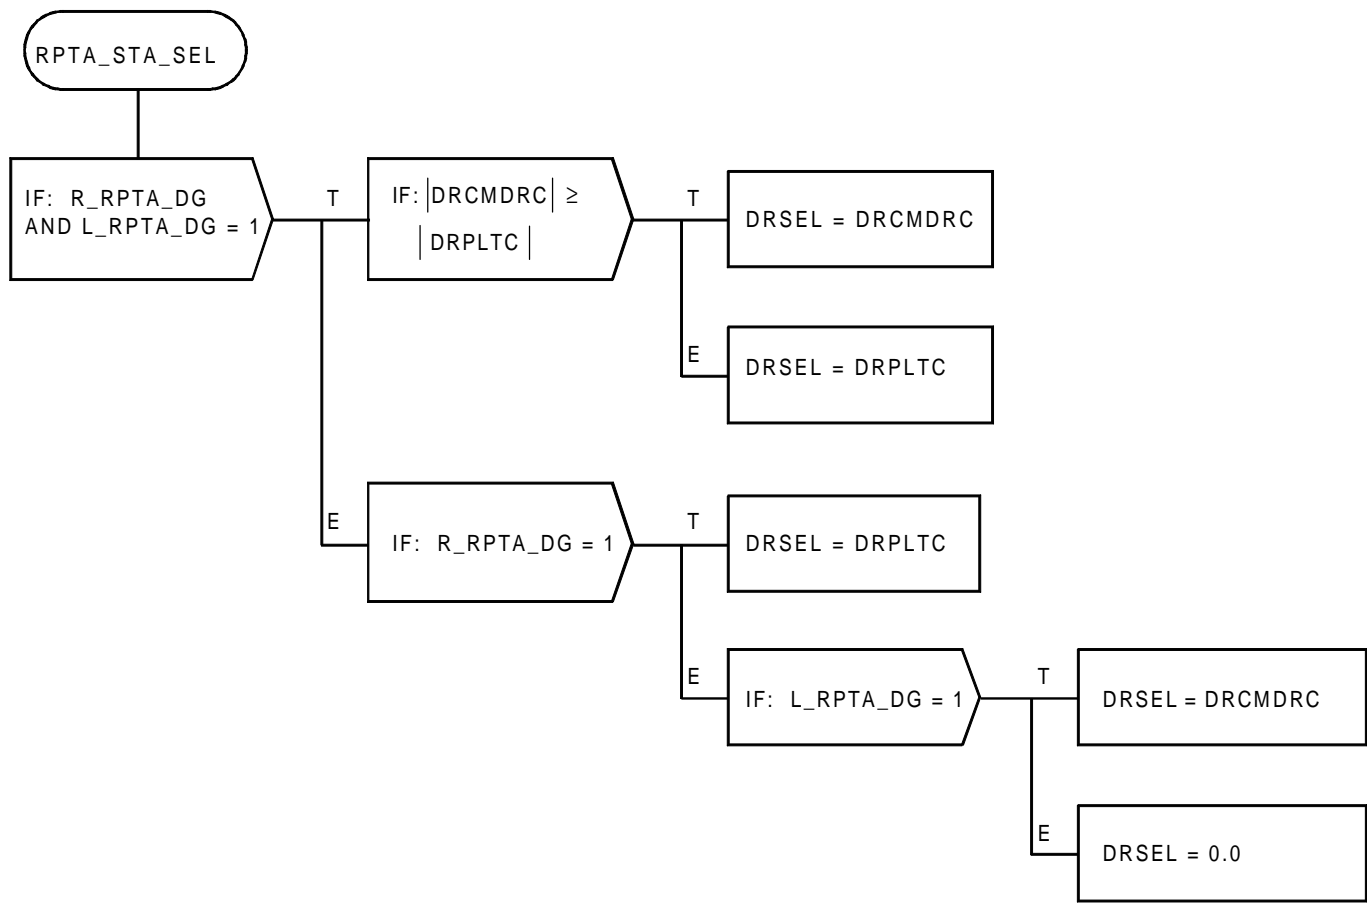 RPTA_STA_SEL
IF: R_RPTA_DG
AND L_RPTA_DG = 1
T
IF: |DRCMDRC| ≥
|DRPLTC|
T
DRSEL = DRCMDRC
E
DRSEL = DRPLTC
E
IF: R_RPTA_DG = 1
T
DRSEL = DRPLTC
E
IF: L_RPTA_DG = 1
T
DRSEL = DRCMDRC
E
DRSEL = 0.0